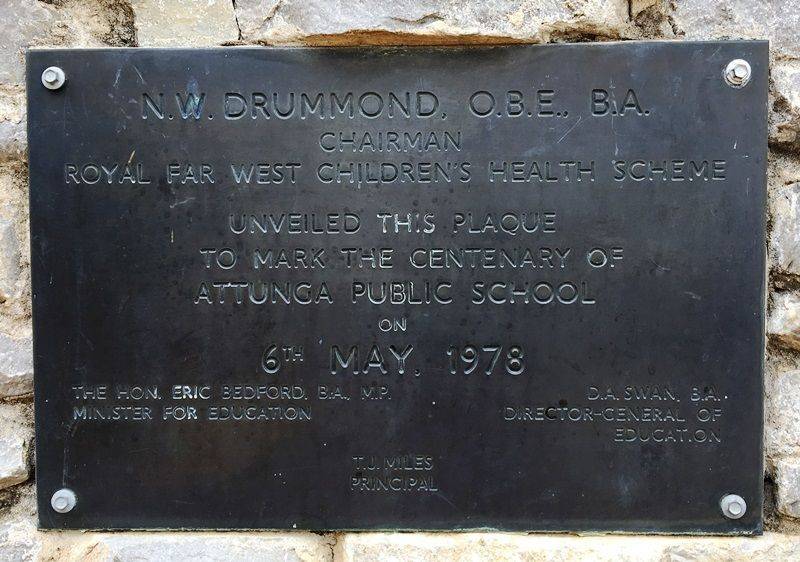 N.W. DRUMMOND, O.B.E., B.A.
CHAIRMAN
ROYAL FAR WEST CHILDREN'S HEALTH SCHEME
UNVEILED THIS PLAQUE
TO MARK THE CENTENARY OF
ATTUNGA PUBLIC SCHOOL
ON
6TH MAY, 1978
THE HON. ERIC BEDFORD, B.A., M.P.
MINISTER FOR EDUCATION
D.A. SWAN, B.A.,
DIRECTOR-GENERAL OF
EDUCATION
T.J. MILES
PRINCIPAL